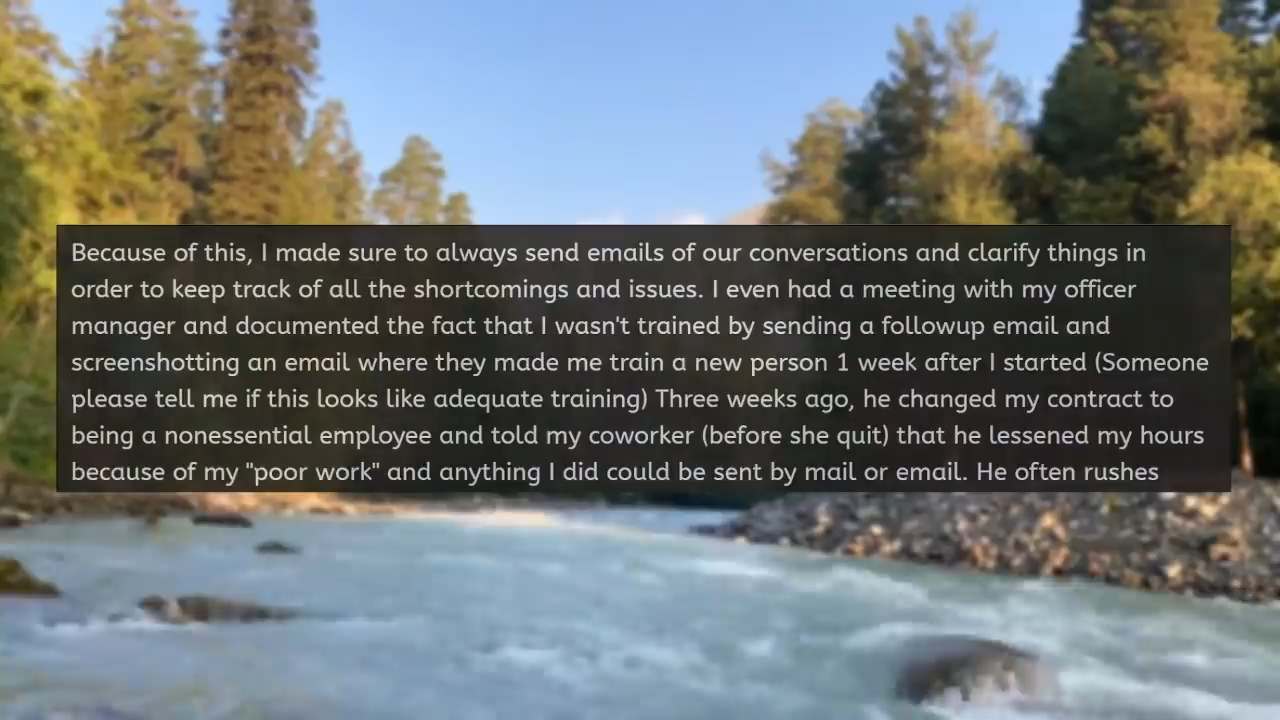 Because of this, I made sure to always send emails of our conversations and clarify things in
order to keep track of all the shortcomings and issues. I even had a meeting with my officer
manager and documented the fact that I wasn't trained by sending a followup email and
screenshotting an email where they made me train a new person 1 week after I started (Someone
please tell me if this looks like adequate training) Three weeks ago, he changed my contract to
being a nonessential employee and told my coworker (before she quit) that he lessened my hours
because of my "poor work" and anything I did could be sent by mail or email. He often rushes